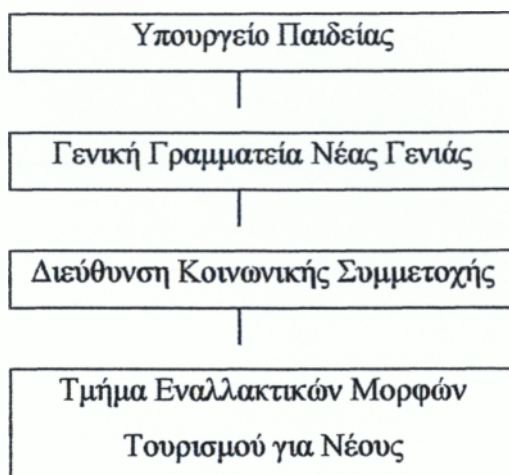 Υπουργείο Παιδείας
Γενική Γραμματεία Νέας Γενιάς
Διεύθυνση Κοινωνικής Συμμετοχής
Τμήμα Εναλλακτικών Μορφών
Τουρισμού για Νέους